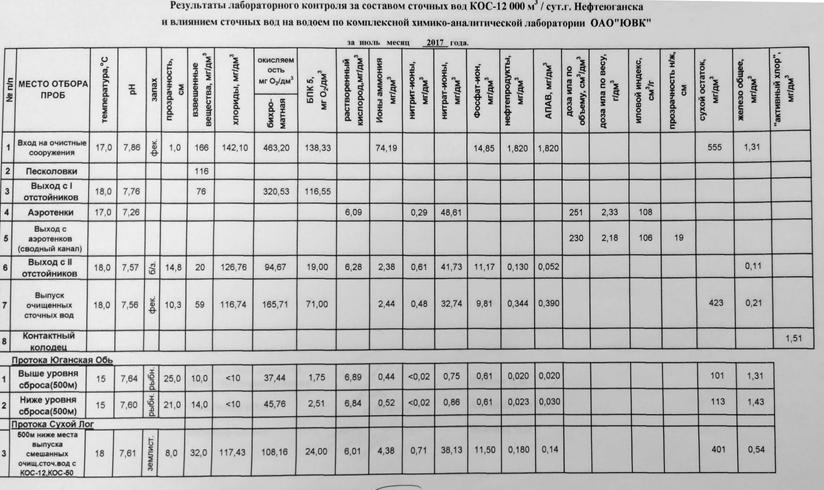 Результаты лабораторного контроля за составом сточных вод КОС-12 000 м³ / сут.г. Нефтеюганска
и влиянием сточных вод на водоем по комплексной химико-аналитической лаборатории ОАО"ЮВК"
за июль месяц 2017 года.
№ п/п | МЕСТО ОТБОРА ПРОБ | температура,°С | pH | запах | прозрачность, см | взвешенные вещества, мг/дм³ | хлориды, мг/дм³ | окисляемость мг О₂/дм³ бихроматная | БПК 5, мг О₂/дм³ | растворенный кислород,мг/дм³ | Ионы аммония мг/дм³ | нитрит-ионы, мг/дм³ | нитрат-ионы, мг/дм³ | Фосфат-ион, мг/дм³ | нефтепродукты, мг/дм³ | АПАВ, мг/дм³ | доза ила по объему, см³/дм³ | доза ила по весу, г/дм³ | иловой индекс, см³/г | прозрачность н/ж, см | сухой остаток, мг/дм³ | железо общее, мг/дм³ | "активный хлор", мг/дм³
1 Вход на очистные сооружения 17,0 7,86 фек. 1,0 166 142,10 463,20 138,33 74,19 14,85 1,820 1,820 555 1,31
2 Песколовки 116
3 Выход с I отстойников 18,0 7,76 76 320,53 116,55
4 Аэротенки 17,0 7,26 6,09 0,29 48,61 251 2,33 108
5 Выход с аэротенков (сводный канал) 230 2,18 106 19
6 Выход с II отстойников 18,0 7,57 б/з. 14,8 20 126,76 94,67 19,00 6,28 2,38 0,61 41,73 11,17 0,130 0,052 0,11
7 Выпуск очищенных сточных вод 18,0 7,56 фек. 10,3 59 116,74 165,71 71,00 2,44 0,48 32,74 9,81 0,344 0,390 423 0,21
8 Контактный колодец 1,51
Протока Юганская Обь
1 Выше уровня сброса(500м) 15 7,64 рыбн. 25,0 10,0 <10 37,44 1,75 6,89 0,44 <0,02 0,75 0,61 0,020 0,020 101 1,31
2 Ниже уровня сброса(500м) 15 7,60 рыбн. 21,0 14,0 <10 45,76 2,51 6,84 0,52 <0,02 0,86 0,61 0,023 0,030 113 1,43
Протока Сухой Лог
3 500м ниже места выпуска смешанных очищ.сточ.вод с КОС-12,КОС-50 18 7,61 землист. 8,0 32,0 117,43 108,16 24,00 6,01 4,38 0,71 38,13 11,50 0,180 0,14 401 0,54